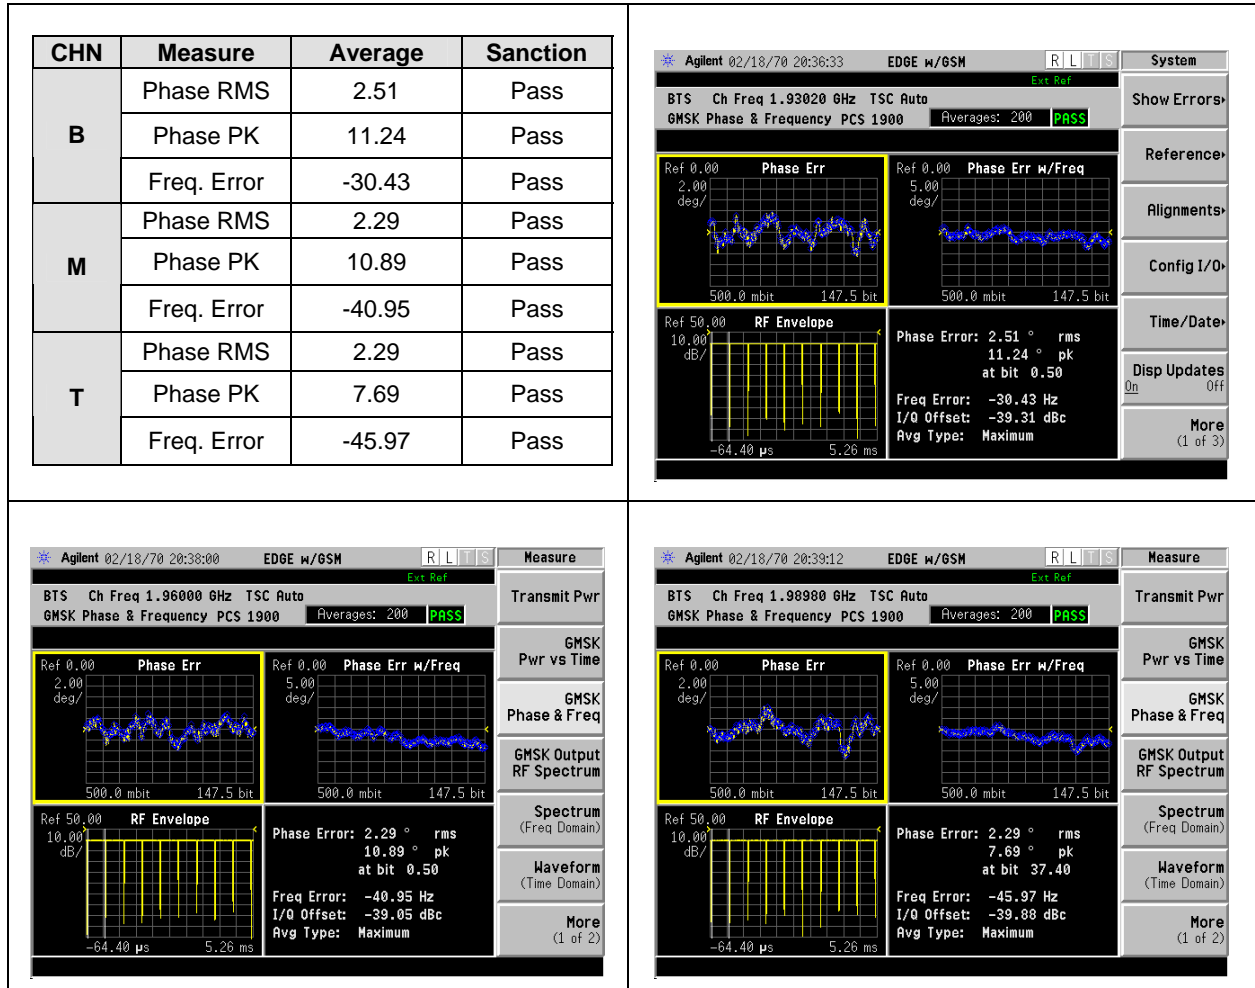 CHN Measure Average Sanction
B Phase RMS 2.51 Pass
Phase PK 11.24 Pass
Freq. Error -30.43 Pass
M Phase RMS 2.29 Pass
Phase PK 10.89 Pass
Freq. Error -40.95 Pass
T Phase RMS 2.29 Pass
Phase PK 7.69 Pass
Freq. Error -45.97 Pass
Agilent 02/18/70 20:36:33 EDGE w/GSM R L T S System
Ext Ref
BTS Ch Freq 1.93020 GHz TSC Auto
GMSK Phase & Frequency PCS 1900 Averages: 200 PASS
Ref 0.00 Phase Err
2.00
deg/
500.0 mbit 147.5 bit
Ref 0.00 Phase Err w/Freq
5.00
deg/
500.0 mbit 147.5 bit
Ref 50.00 RF Envelope
10.00
dB/
-64.40 µs 5.26 ms
Phase Error: 2.51 ° rms
11.24 ° pk
at bit 0.50
Freq Error: -30.43 Hz
I/Q Offset: -39.31 dBc
Avg Type: Maximum
Show Errors
Reference
Alignments
Config I/O
Time/Date
Disp Updates
On Off
More
(1 of 3)
Agilent 02/18/70 20:38:00 EDGE w/GSM R L T S Measure
Ext Ref
BTS Ch Freq 1.96000 GHz TSC Auto
GMSK Phase & Frequency PCS 1900 Averages: 200 PASS
Ref 0.00 Phase Err
2.00
deg/
500.0 mbit 147.5 bit
Ref 0.00 Phase Err w/Freq
5.00
deg/
500.0 mbit 147.5 bit
Ref 50.00 RF Envelope
10.00
dB/
-64.40 µs 5.26 ms
Phase Error: 2.29 ° rms
10.89 ° pk
at bit 0.50
Freq Error: -40.95 Hz
I/Q Offset: -39.05 dBc
Avg Type: Maximum
Transmit Pwr
GMSK
Pwr vs Time
GMSK
Phase & Freq
GMSK Output
RF Spectrum
Spectrum
(Freq Domain)
Waveform
(Time Domain)
More
(1 of 2)
Agilent 02/18/70 20:39:12 EDGE w/GSM R L T S Measure
Ext Ref
BTS Ch Freq 1.98980 GHz TSC Auto
GMSK Phase & Frequency PCS 1900 Averages: 200 PASS
Ref 0.00 Phase Err
2.00
deg/
500.0 mbit 147.5 bit
Ref 0.00 Phase Err w/Freq
5.00
deg/
500.0 mbit 147.5 bit
Ref 50.00 RF Envelope
10.00
dB/
-64.40 µs 5.26 ms
Phase Error: 2.29 ° rms
7.69 ° pk
at bit 37.40
Freq Error: -45.97 Hz
I/Q Offset: -39.88 dBc
Avg Type: Maximum
Transmit Pwr
GMSK
Pwr vs Time
GMSK
Phase & Freq
GMSK Output
RF Spectrum
Spectrum
(Freq Domain)
Waveform
(Time Domain)
More
(1 of 2)